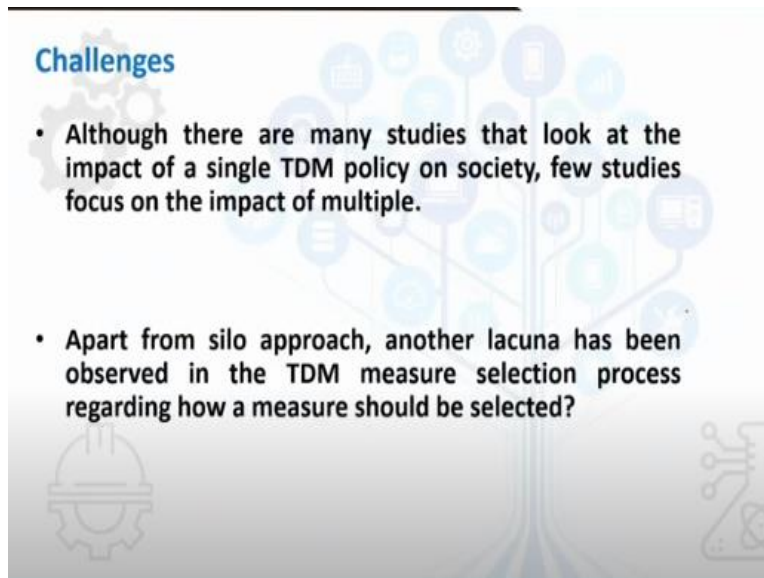 Challenges
• Although there are many studies that look at the
impact of a single TDM policy on society, few studies
focus on the impact of multiple.
• Apart from silo approach, another lacuna has been
observed in the TDM measure selection process
regarding how a measure should be selected?